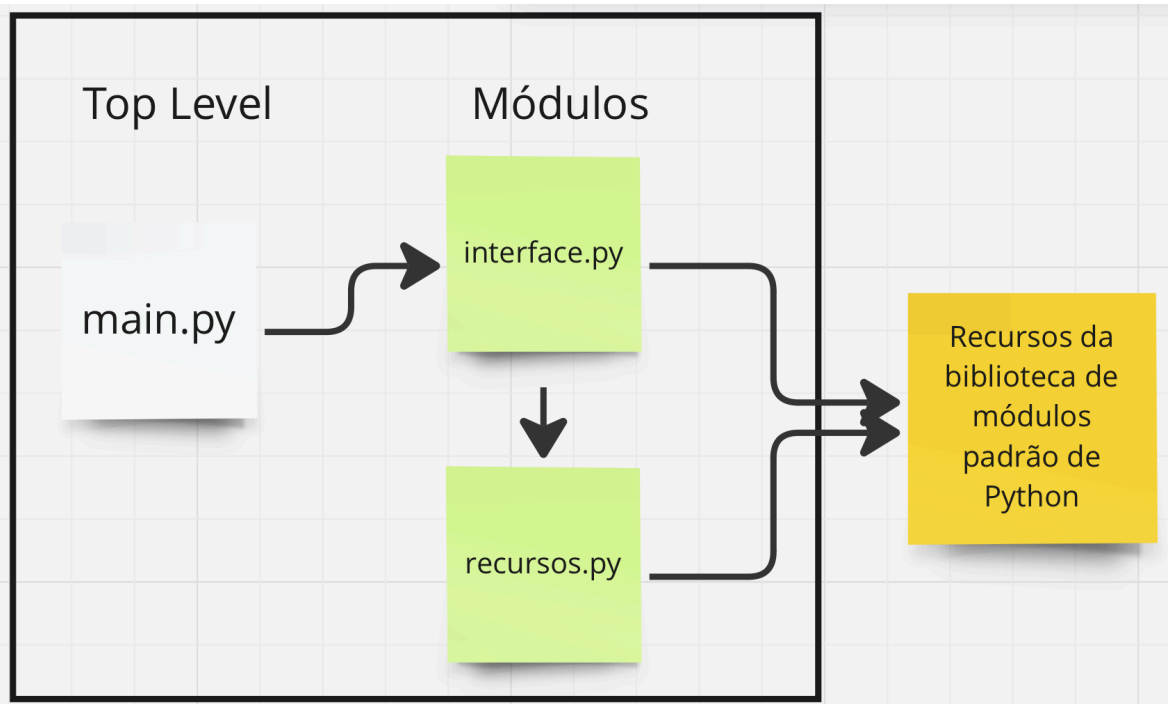 Top Level
Módulos
main.py
interface.py
recursos.py
Recursos da
biblioteca de
módulos
padrão de
Python